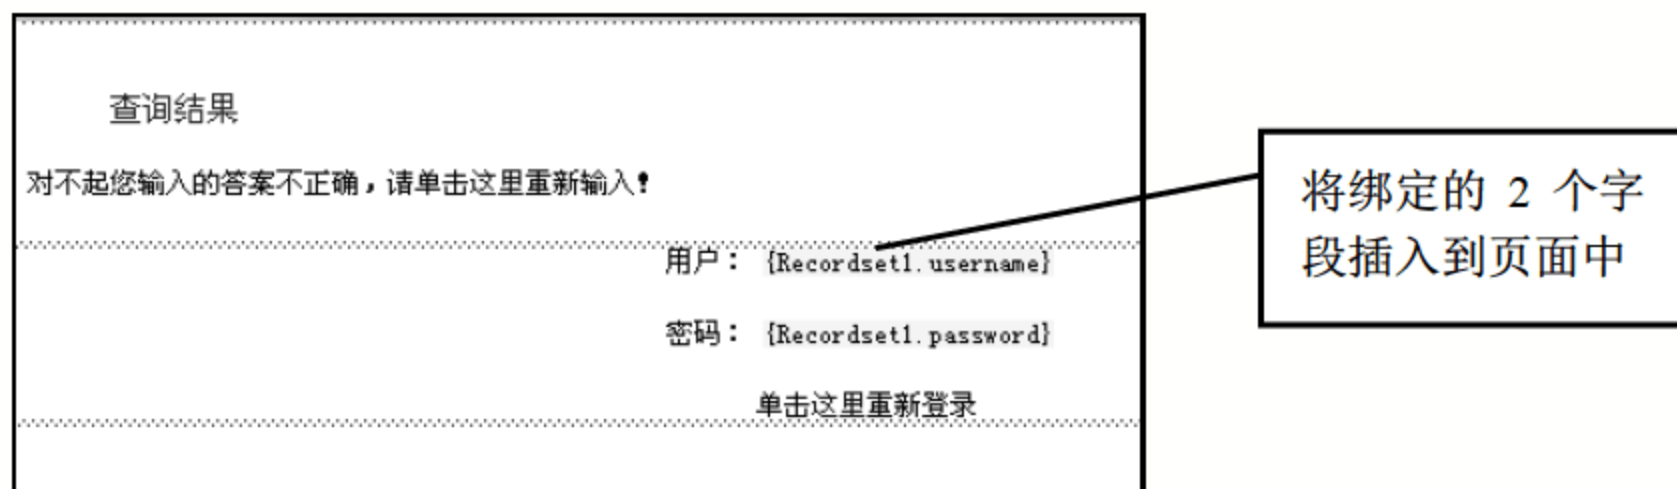 查询结果
对不起您输入的答案不正确，请单击这里重新输入！
用户： {Recordset1.username}
密码： {Recordset1.password}
单击这里重新登录
将绑定的 2 个字
段插入到页面中